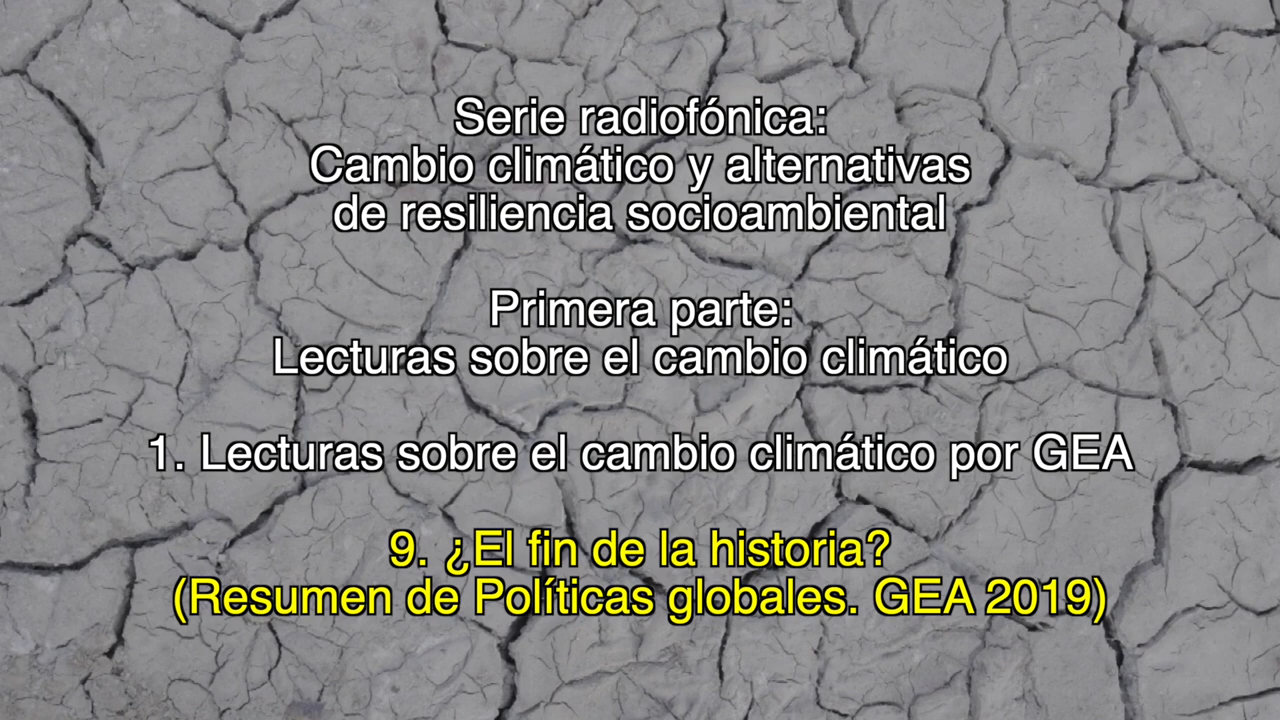 Serie radiofónica:
Cambio climático y alternativas
de resiliencia socioambiental
Primera parte:
Lecturas sobre el cambio climático
1. Lecturas sobre el cambio climático por GEA
9. ¿El fin de la historia?
(Resumen de Políticas globales. GEA 2019)